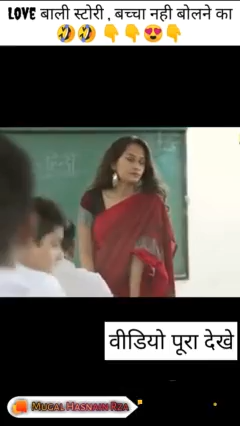 LOVE बाली स्टोरी , बच्चा नही बोलने का
🤣🤣 👇👇😍👇
हिन्दी
वीडियो पूरा देखे
MUGAL HASNAIN RZA